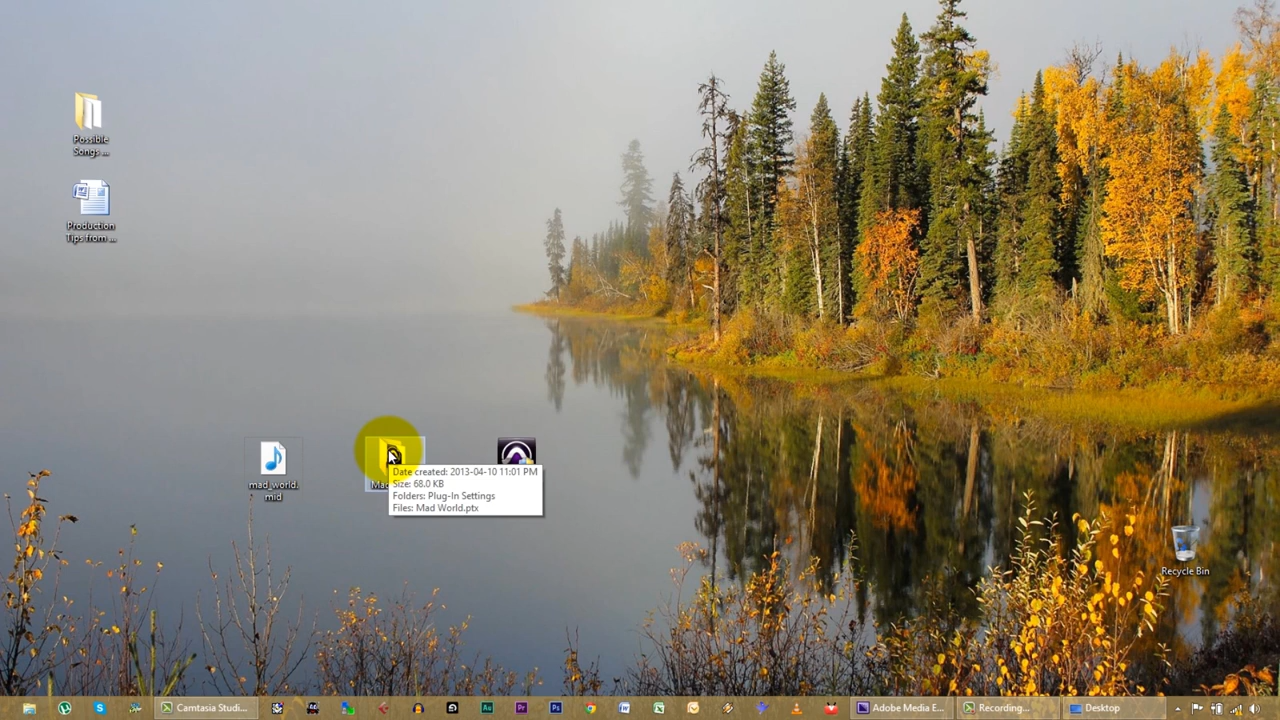 Possible
Songs ...
Production
Tips from ...
mad_world.
mid
Date created: 2013-04-10 11:01 PM
Size: 68.0 KB
Folders: Plug-In Settings
Files: Mad World.ptx
Recycle Bin
Camtasia Studi...
Adobe Media E...
Recording...
Desktop